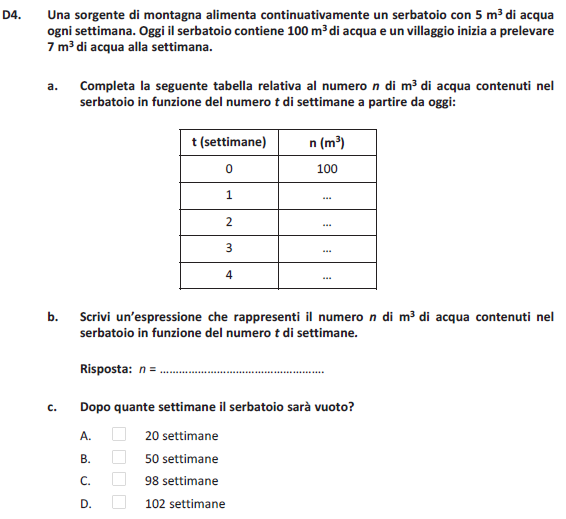 D4. Una sorgente di montagna alimenta continuativamente un serbatoio con 5 m³ di acqua
ogni settimana. Oggi il serbatoio contiene 100 m³ di acqua e un villaggio inizia a prelevare
7 m³ di acqua alla settimana.
a. Completa la seguente tabella relativa al numero n di m³ di acqua contenuti nel
serbatoio in funzione del numero t di settimane a partire da oggi:
t (settimane) n (m³)
0 100
1 ...
2 ...
3 ...
4 ...
b. Scrivi un'espressione che rappresenti il numero n di m³ di acqua contenuti nel
serbatoio in funzione del numero t di settimane.
Risposta: n = ......................................................
c. Dopo quante settimane il serbatoio sarà vuoto?
A. 20 settimane
B. 50 settimane
C. 98 settimane
D. 102 settimane